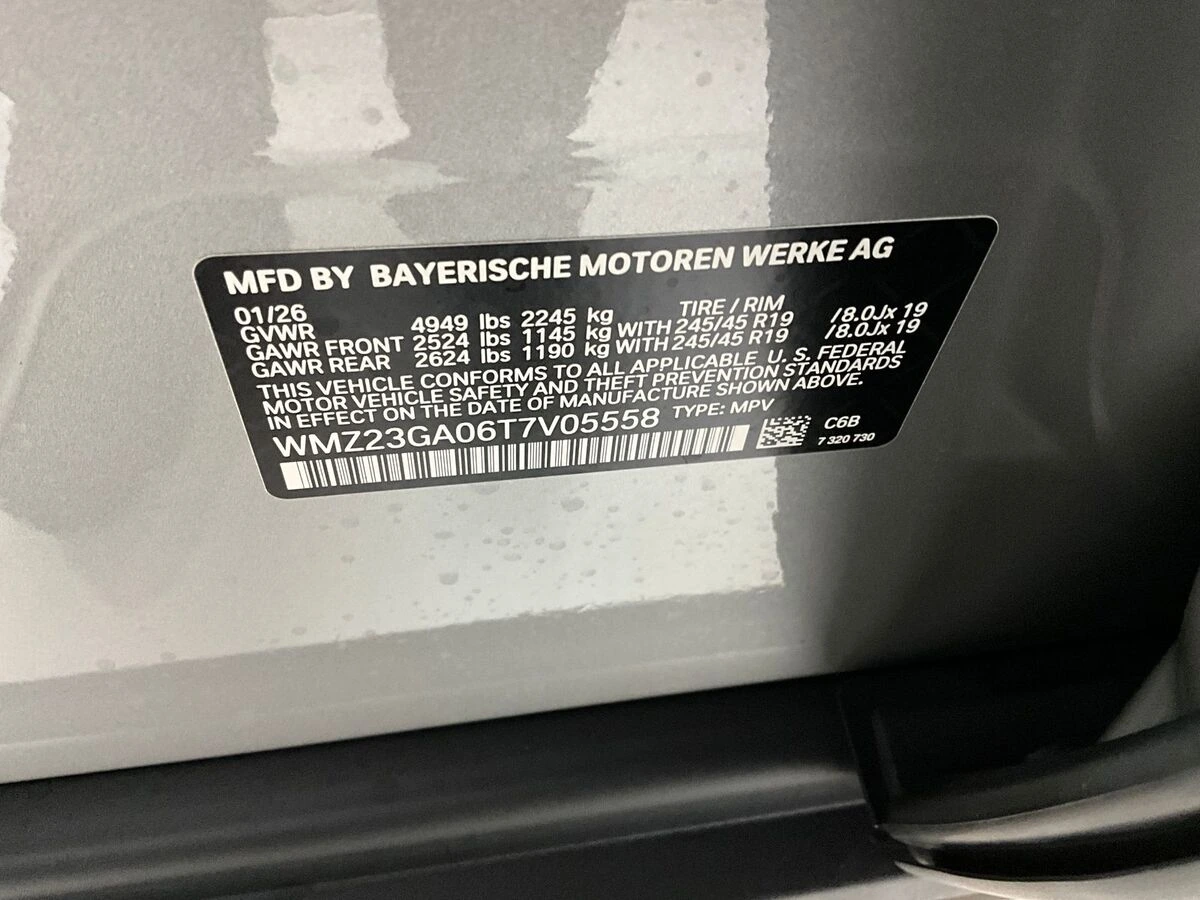 MFD BY BAYERISCHE MOTOREN WERKE AG
01/26 TIRE / RIM
GVWR 4949 lbs 2245 kg
GAWR FRONT 2524 lbs 1145 kg WITH 245/45 R19 /8.0Jx 19
GAWR REAR 2624 lbs 1190 kg WITH 245/45 R19 /8.0Jx 19
THIS VEHICLE CONFORMS TO ALL APPLICABLE U. S. FEDERAL
MOTOR VEHICLE SAFETY AND THEFT PREVENTION STANDARDS
IN EFFECT ON THE DATE OF MANUFACTURE SHOWN ABOVE.
WMZ23GA06T7V05558 TYPE: MPV
C6B
7 320 730